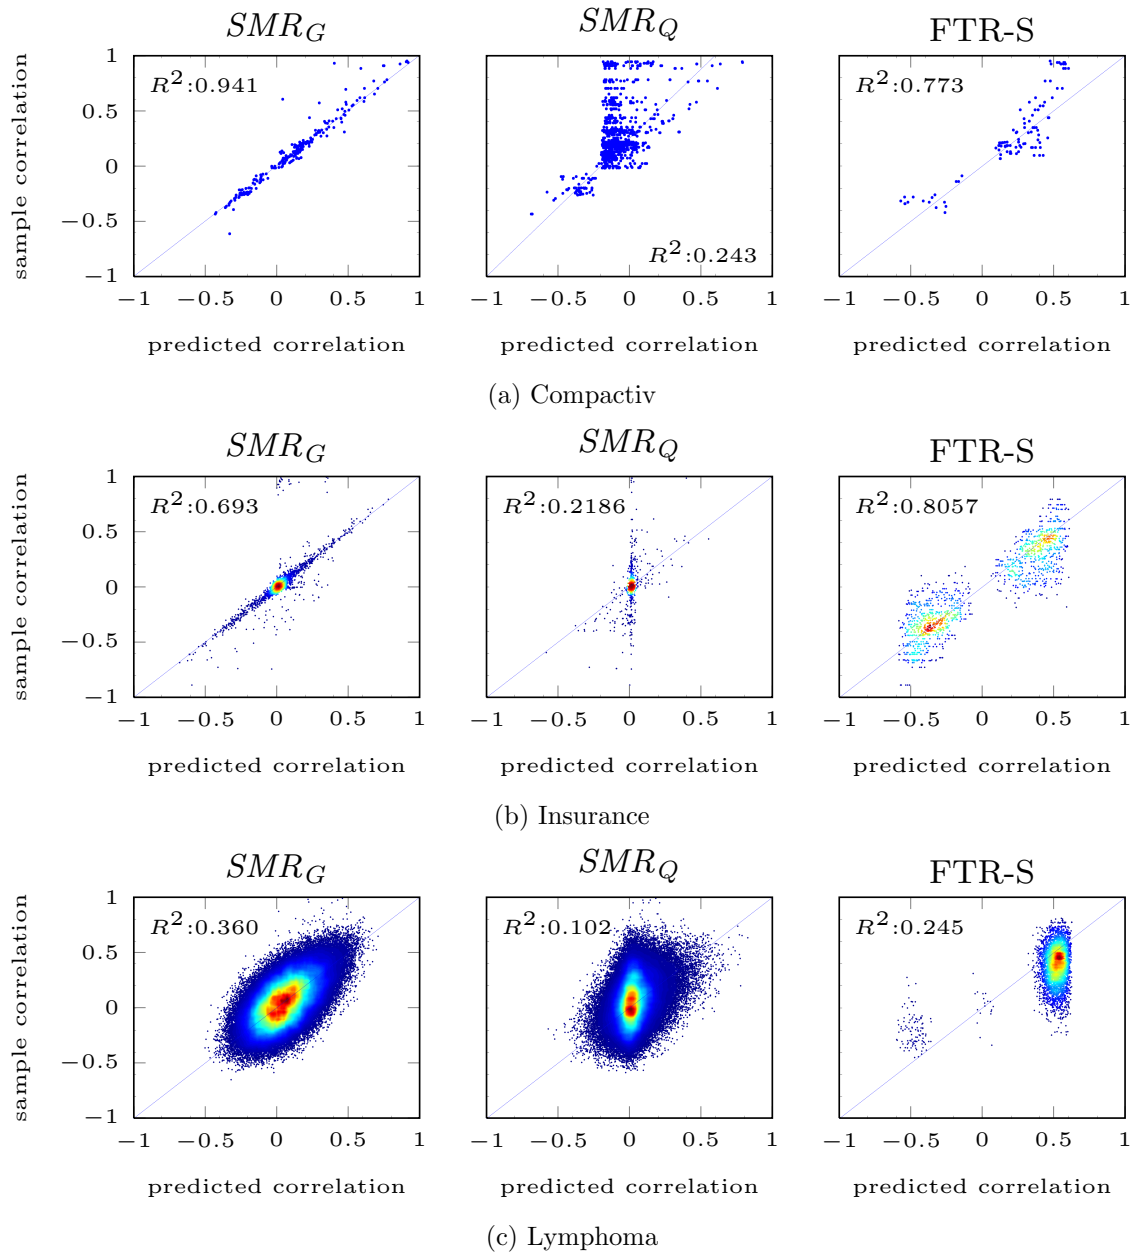 SMR_G SMR_Q FTR-S
sample correlation
1 0.5 0 −0.5 −1
R²:0.941
R²:0.243
R²:0.773
−1 −0.5 0 0.5 1 −1 −0.5 0 0.5 1 −1 −0.5 0 0.5 1
predicted correlation predicted correlation predicted correlation
(a) Compactiv
SMR_G SMR_Q FTR-S
sample correlation
1 0.5 0 −0.5 −1
R²:0.693
R²:0.2186
R²:0.8057
−1 −0.5 0 0.5 1 −1 −0.5 0 0.5 1 −1 −0.5 0 0.5 1
predicted correlation predicted correlation predicted correlation
(b) Insurance
SMR_G SMR_Q FTR-S
sample correlation
1 0.5 0 −0.5 −1
R²:0.360
R²:0.102
R²:0.245
−1 −0.5 0 0.5 1 −1 −0.5 0 0.5 1 −1 −0.5 0 0.5 1
predicted correlation predicted correlation predicted correlation
(c) Lymphoma